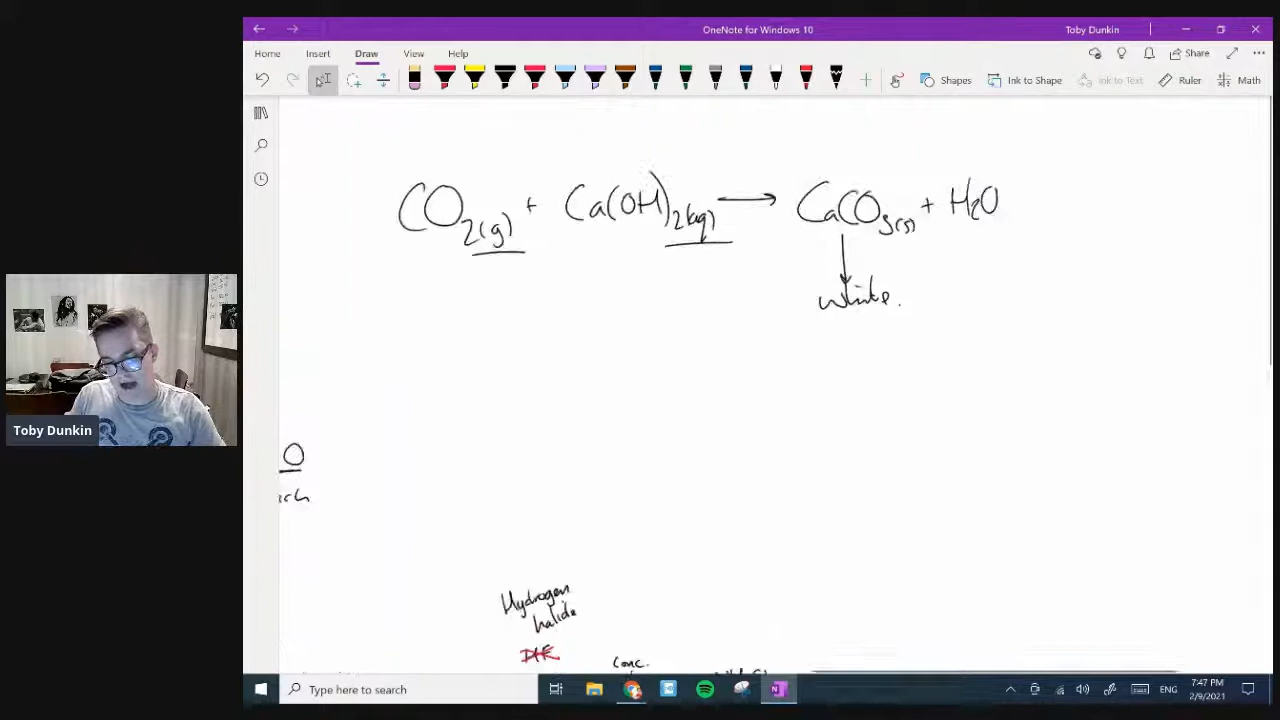 OneNote for Windows 10
Toby Dunkin
Home Insert Draw View Help
Share
Shapes
Ink to Shape
Ink to Text
Ruler
Math
CO2(g) + Ca(OH)2(aq) → CaCO3(s) + H2O
white.
Toby Dunkin
O
Hydrogen
halide
conc.
Type here to search
ENG
7:47 PM
2/9/2021